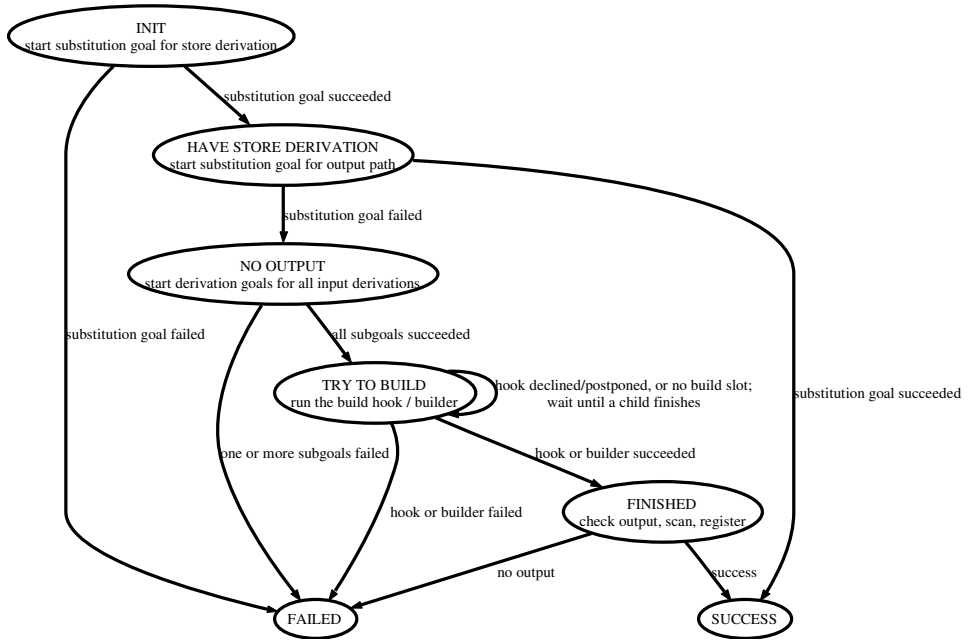 INIT
start substitution goal for store derivation
substitution goal succeeded
HAVE STORE DERIVATION
start substitution goal for output path
substitution goal failed
NO OUTPUT
start derivation goals for all input derivations
substitution goal failed
all subgoals succeeded
TRY TO BUILD
run the build hook / builder
hook declined/postponed, or no build slot;
wait until a child finishes
substitution goal succeeded
one or more subgoals failed
hook or builder succeeded
hook or builder failed
FINISHED
check output, scan, register
no output
success
FAILED
SUCCESS